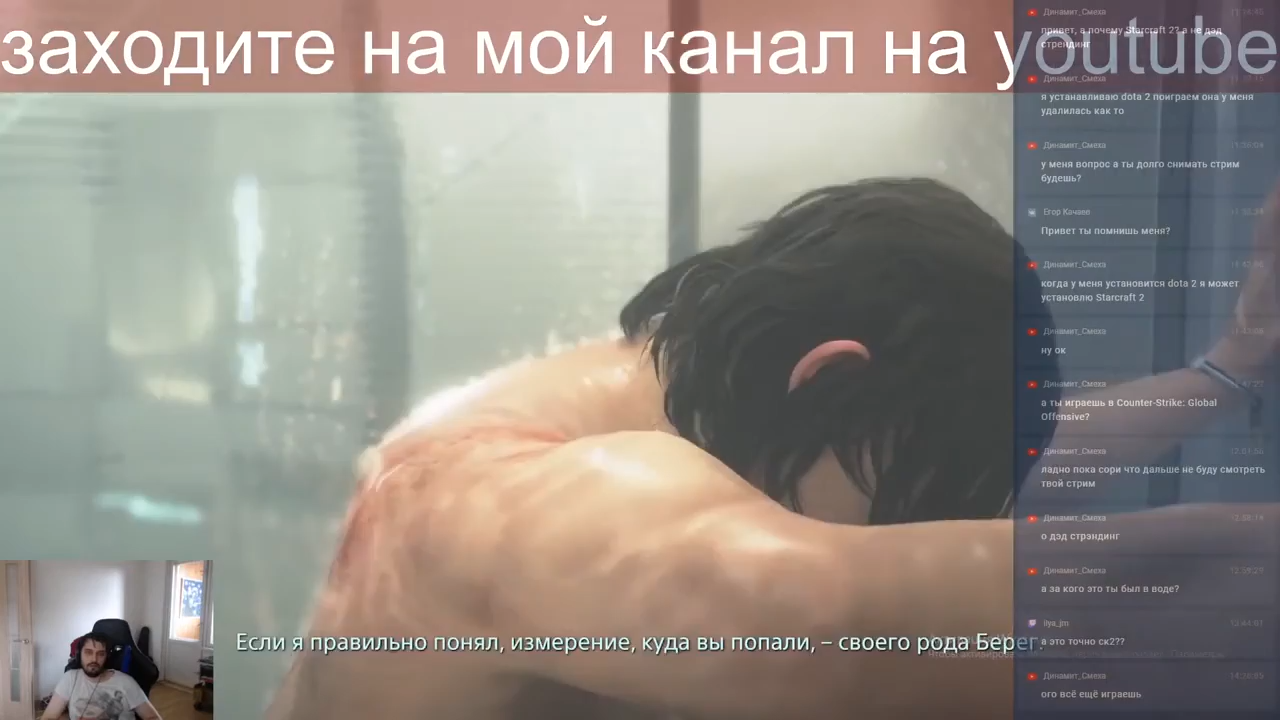 заходите на мой канал на youtube
Динамит_Смеха
привет, а почему Starcraft 2? а не дэд
стрендинг
Динамит_Смеха
я устанавливаю dota 2 поиграем она у меня
удалилась как то
Динамит_Смеха
у меня вопрос а ты долго снимать стрим
будешь?
Егор Качаев
Привет ты помнишь меня?
Динамит_Смеха
когда у меня установится dota 2 я может
установлю Starcraft 2
Динамит_Смеха
ну ок
Динамит_Смеха
а ты играешь в Counter-Strike: Global
Offensive?
Динамит_Смеха
ладно пока сори что дальше не буду смотреть
твой стрим
Динамит_Смеха
о дэд стрэндинг
Динамит_Смеха
а за кого это ты был в воде?
ilya_jm
а это точно ск2??
Динамит_Смеха
ого всё ещё играешь
Если я правильно понял, измерение, куда вы попали, – своего рода Берег.